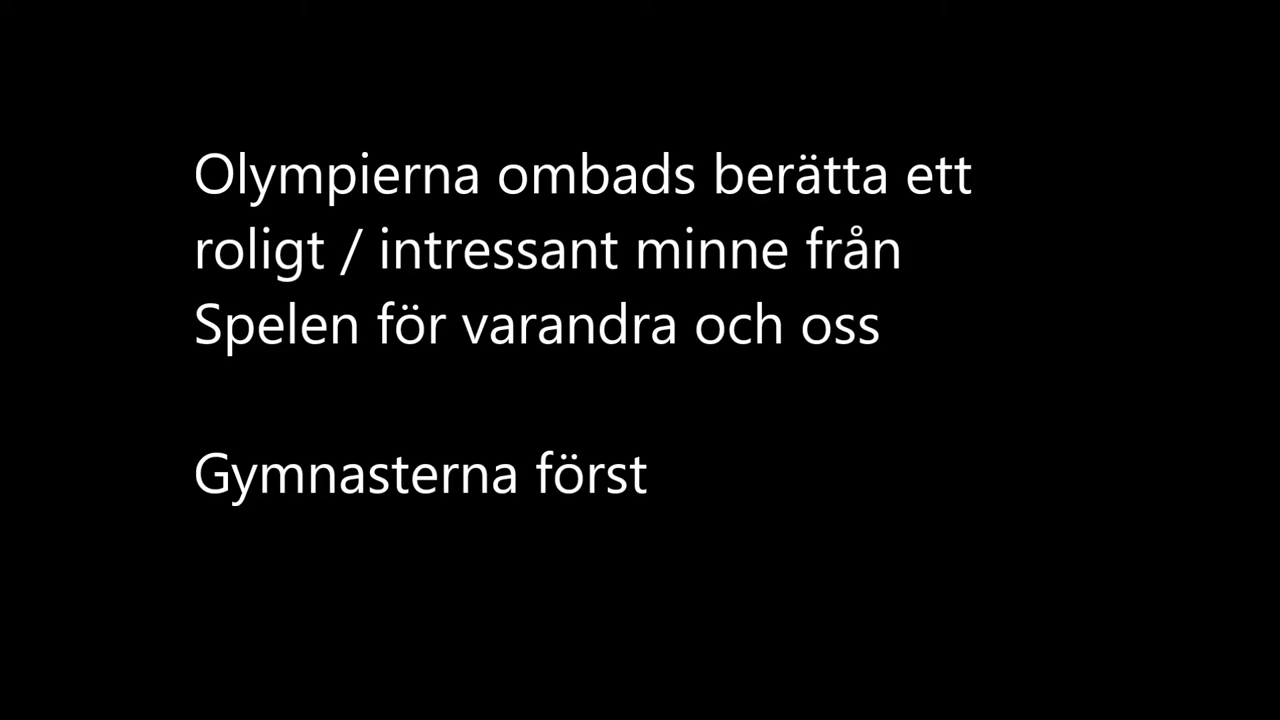 Olympierna ombads berätta ett
roligt / intressant minne från
Spelen för varandra och oss
Gymnasterna först